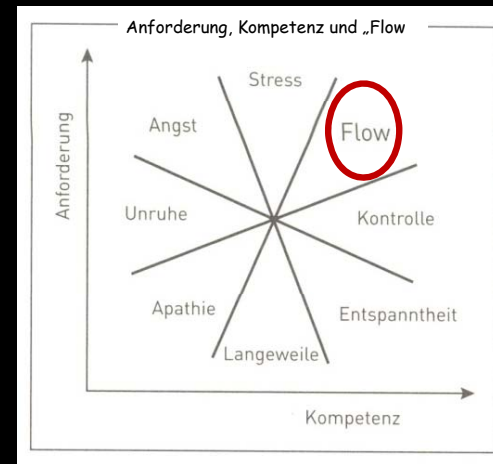 Anforderung, Kompetenz und „Flow
Stress
Angst
Flow
Anforderung
Unruhe
Kontrolle
Apathie
Entspanntheit
Langeweile
Kompetenz